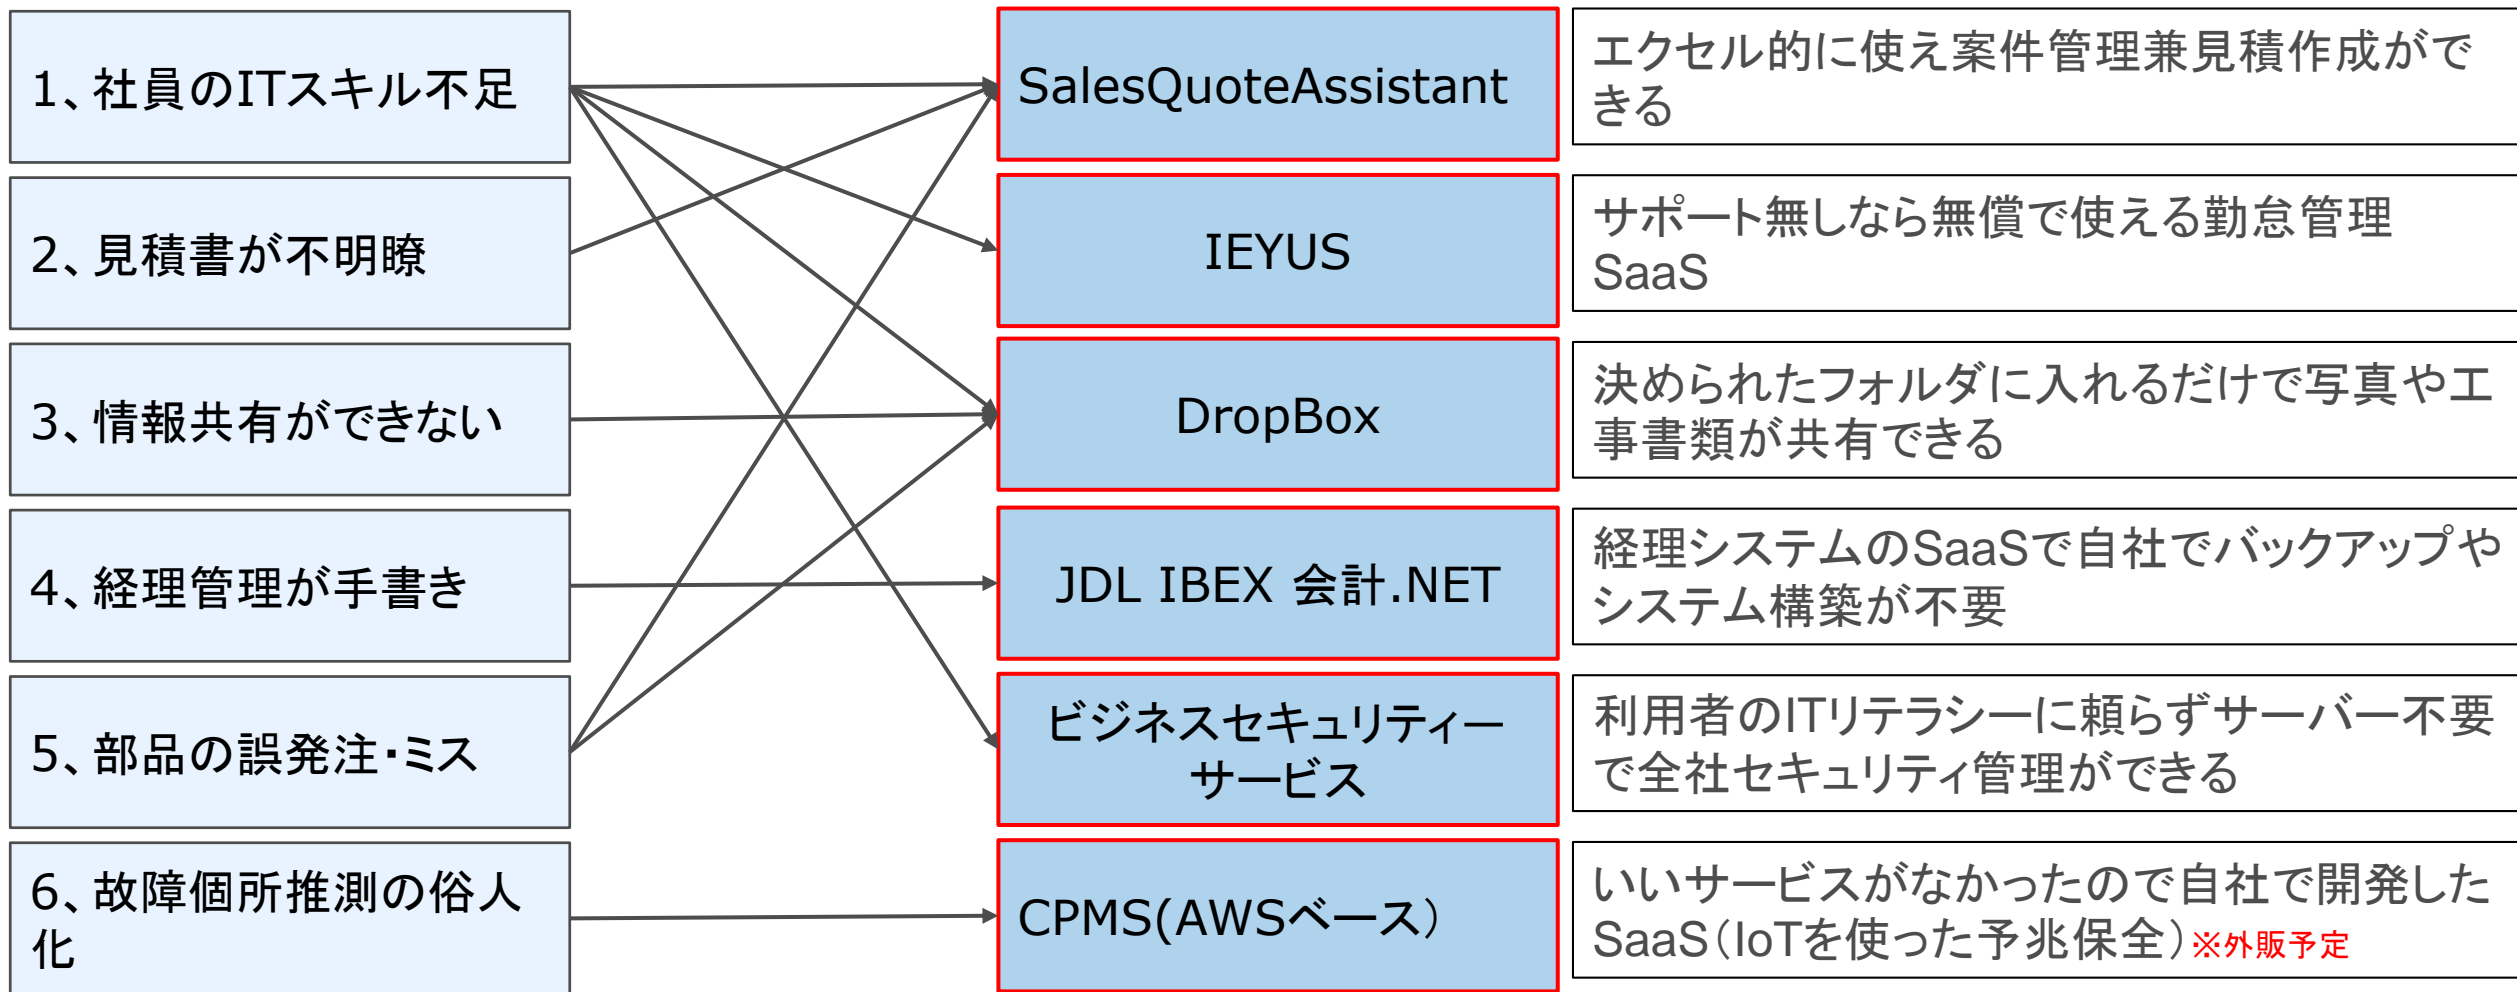 1、社員のITスキル不足
SalesQuoteAssistant
エクセル的に使え案件管理兼見積作成がで
きる
2、見積書が不明瞭
IEYUS
サポート無しなら無償で使える勤怠管理
SaaS
3、情報共有ができない
DropBox
決められたフォルダに入れるだけで写真や工
事書類が共有できる
4、経理管理が手書き
JDL IBEX 会計.NET
経理システムのSaaSで自社でバックアップや
システム構築が不要
5、部品の誤発注・ミス
ビジネスセキュリティー
サービス
利用者のITリテラシーに頼らずサーバー不要
で全社セキュリティ管理ができる
6、故障個所推測の俗人
化
CPMS(AWSベース）
いいサービスがなかったので自社で開発した
SaaS（IoTを使った予兆保全）※外販予定